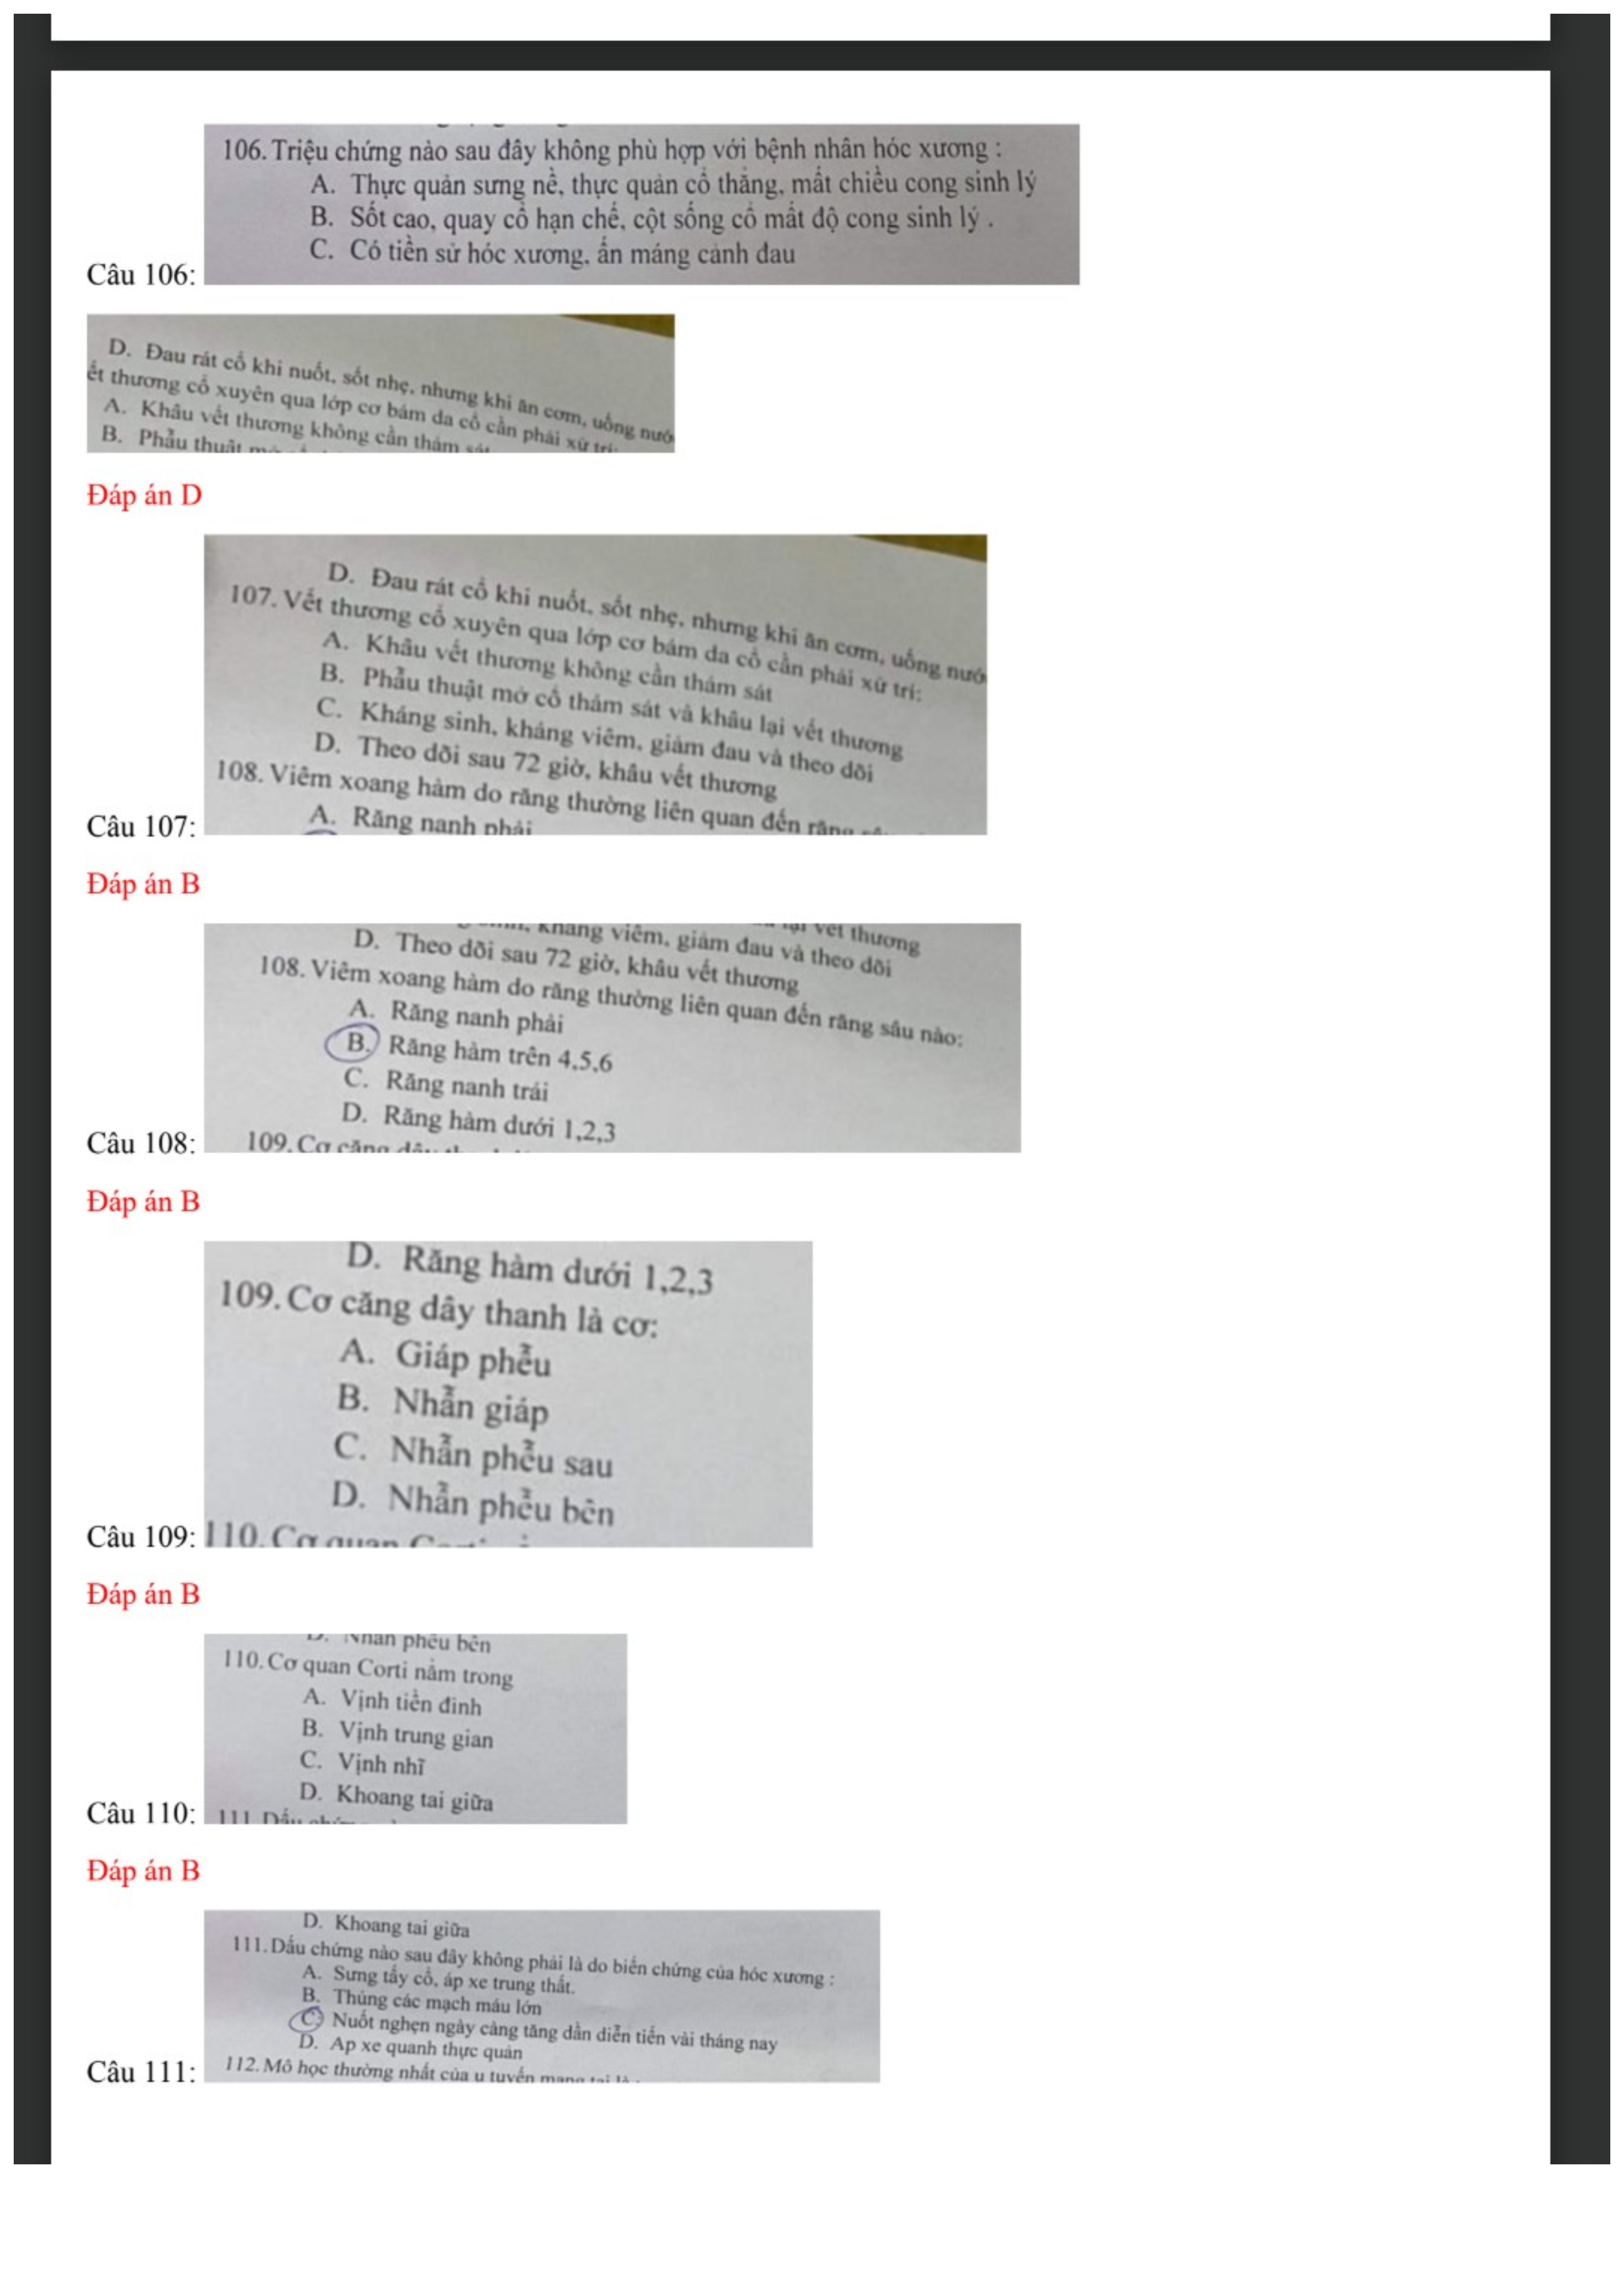 106. Triệu chứng nào sau đây không phù hợp với bệnh nhân hóc xương :
A. Thực quản sưng nề, thực quản cổ thẳng, mất chiều cong sinh lý
B. Sốt cao, quay cổ hạn chế, cột sống cổ mất độ cong sinh lý .
C. Có tiền sử hóc xương, ấn máng cảnh đau
Câu 106:
D. Đau rát cổ khi nuốt, sốt nhẹ, nhưng khi ăn cơm, uống nướ
ết thương cổ xuyên qua lớp cơ bám da cổ cần phải xử trí:
A. Khâu vết thương không cần thám sát
B. Phẫu thuật
Đáp án D
D. Đau rát cổ khi nuốt, sốt nhẹ, nhưng khi ăn cơm, uống nướ
107. Vết thương cổ xuyên qua lớp cơ bám da cổ cần phải xử trí:
A. Khâu vết thương không cần thám sát
B. Phẫu thuật mở cổ thám sát và khâu lại vết thương
C. Kháng sinh, kháng viêm, giảm đau và theo dõi
D. Theo dõi sau 72 giờ, khâu vết thương
108. Viêm xoang hàm do răng thường liên quan đến răng
A. Răng nanh phải
Câu 107:
Đáp án B
vết thương
kháng viêm, giảm đau và theo dõi
D. Theo dõi sau 72 giờ, khâu vết thương
108. Viêm xoang hàm do răng thường liên quan đến răng sâu nào:
A. Răng nanh phải
B. Răng hàm trên 4,5,6
C. Răng nanh trái
D. Răng hàm dưới 1,2,3
109. Cơ căng
Câu 108:
Đáp án B
D. Răng hàm dưới 1,2,3
109. Cơ căng dây thanh là cơ:
A. Giáp phễu
B. Nhẫn giáp
C. Nhẫn phễu sau
D. Nhẫn phễu bên
110. Cơ quan
Câu 109:
Đáp án B
D. Nhẫn phễu bên
110. Cơ quan Corti nằm trong
A. Vịnh tiền đình
B. Vịnh trung gian
C. Vịnh nhĩ
D. Khoang tai giữa
111. Dấu
Câu 110:
Đáp án B
D. Khoang tai giữa
111. Dấu chứng nào sau đây không phải là do biến chứng của hóc xương :
A. Sưng tấy cổ, áp xe trung thất.
B. Thủng các mạch máu lớn
C. Nuốt nghẹn ngày càng tăng dần diễn tiến vài tháng nay
D. Ap xe quanh thực quản
112. Mô học thường nhất của u tuyến mang tai là
Câu 111: